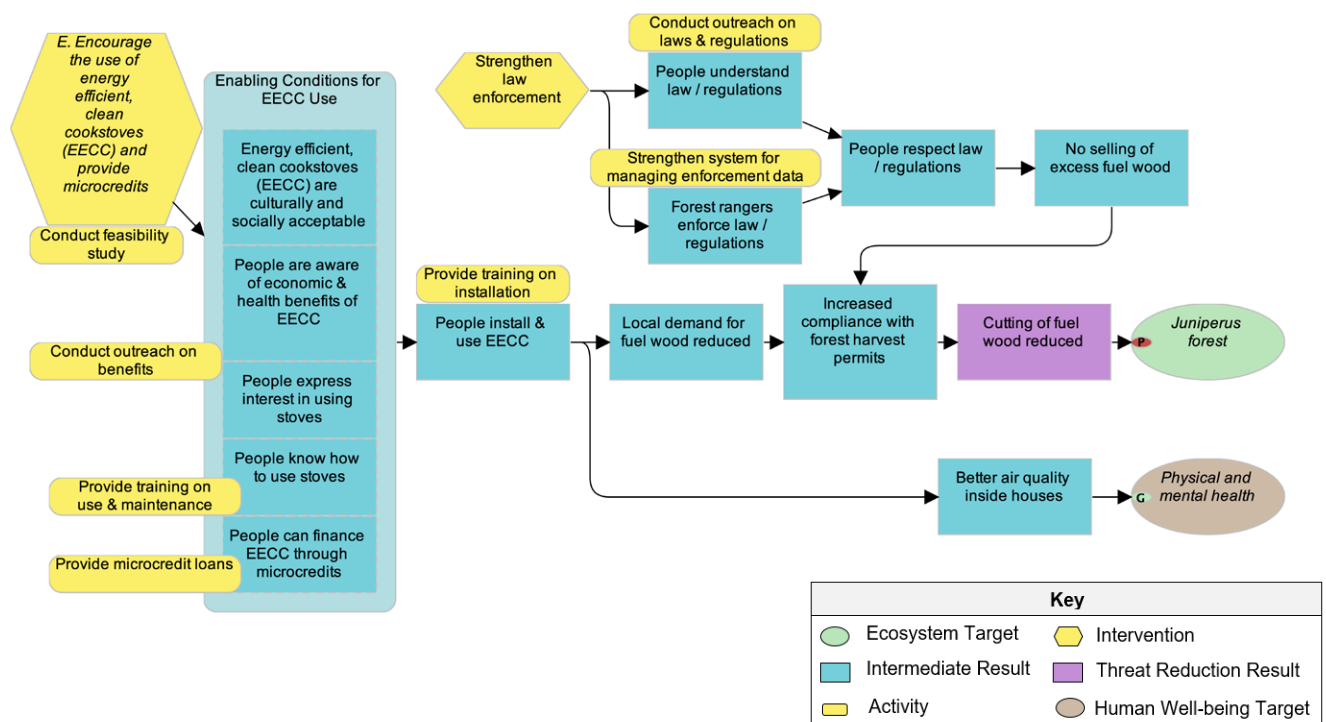 E. Encourage
the use of
energy
efficient,
clean
cookstoves
(EECC) and
provide
microcredits
Conduct feasibility
study
Conduct outreach on
benefits
Provide training on
use & maintenance
Provide microcredit loans
Enabling Conditions for
EECC Use
Energy efficient,
clean cookstoves
(EECC) are
culturally and
socially acceptable
People are aware
of economic &
health benefits of
EECC
People express
interest in using
stoves
People know how
to use stoves
People can finance
EECC through
microcredits
Strengthen
law
enforcement
Conduct outreach on
laws & regulations
People understand
law / regulations
Strengthen system for
managing enforcement data
Forest rangers
enforce law /
regulations
People respect law
/ regulations
No selling of
excess fuel wood
Provide training on
installation
People install &
use EECC
Local demand for
fuel wood reduced
Increased
compliance with
forest harvest
permits
Cutting of fuel
wood reduced
P
Juniperus
forest
Better air quality
inside houses
G
Physical and
mental health
Key
Ecosystem Target
Intervention
Intermediate Result
Threat Reduction Result
Activity
Human Well-being Target